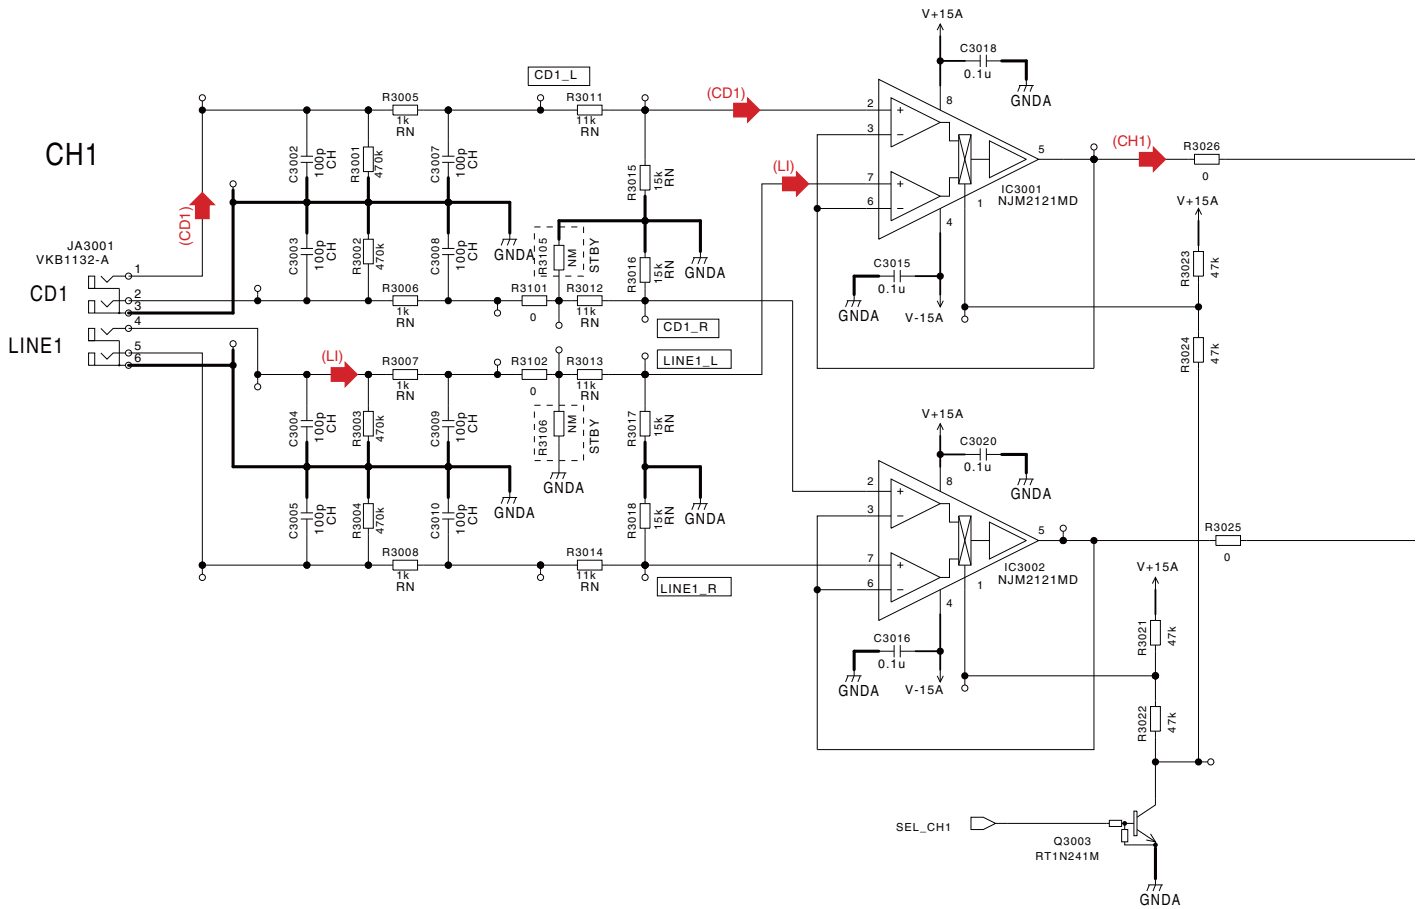 V+15A
C3018
0.1u
GNDA
8
CD1_L
(CD1)
R3005
1k
RN
R3011
11k
RN
2
3
CH1
C3002
100p
CH
R3001
470k
C3007
100p
CH
R3015
15k
RN
(LI)
7
6
5
(CH1)
R3026
0
IC3001
NJM2121MD
1
4
V+15A
(CD1)
GNDA
C3003
100p
CH
R3002
470k
C3008
100p
CH
R3105
NM
STBY
R3016
15k
RN
GNDA
C3015
0.1u
GNDA
V-15A
R3023
47k
R3024
47k
JA3001
VKB1132-A
1
CD1
2
3
4
LINE1
5
6
R3006
1k
RN
R3101
0
R3012
11k
RN
CD1_R
LINE1_L
(LI)
R3007
1k
RN
R3102
0
R3013
11k
RN
C3004
100p
CH
R3003
470k
C3009
100p
CH
R3106
NM
STBY
GNDA
R3017
15k
RN
GNDA
GNDA
C3005
100p
CH
R3004
470k
C3010
100p
CH
R3018
15k
RN
R3008
1k
RN
R3014
11k
RN
LINE1_R
V+15A
C3020
0.1u
GNDA
8
2
3
7
6
5
IC3002
NJM2121MD
1
4
R3025
0
C3016
0.1u
GNDA
V-15A
V+15A
R3021
47k
R3022
47k
SEL_CH1
Q3003
RT1N241M
GNDA